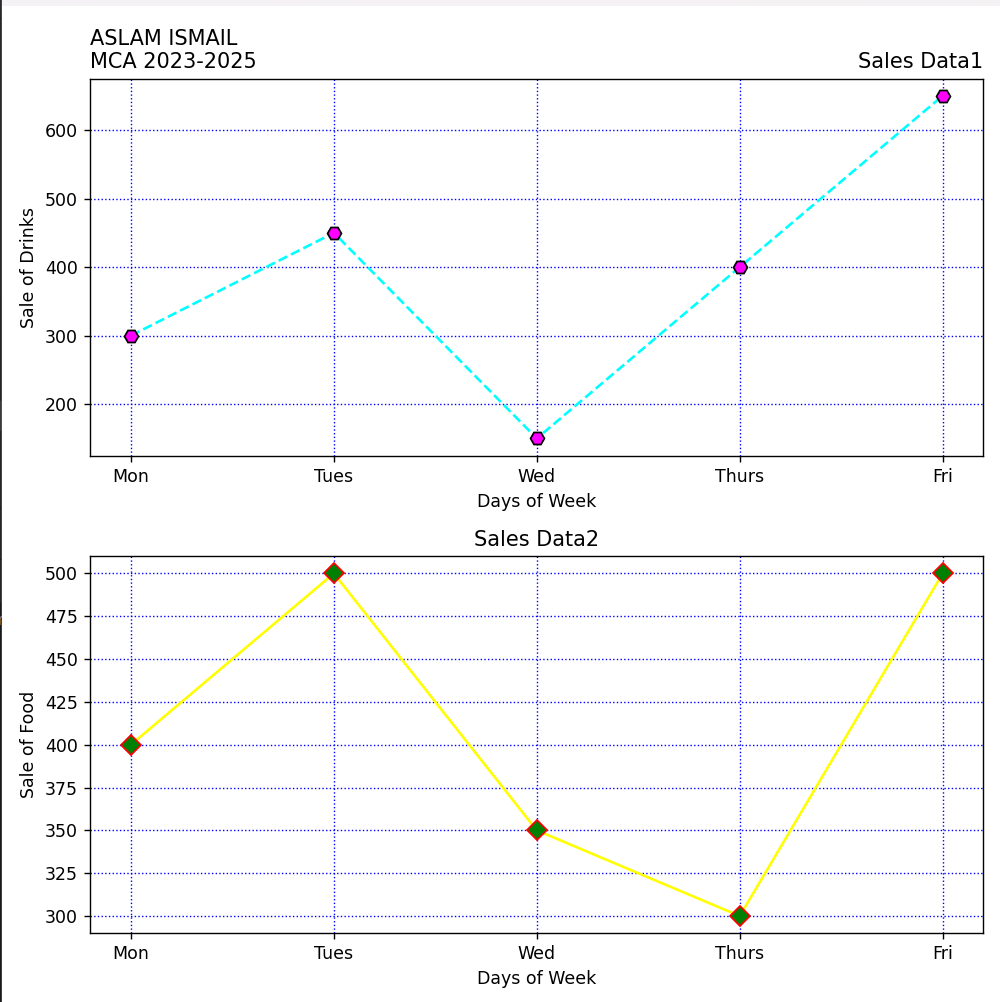 ASLAM ISMAIL
MCA 2023-2025
Sales Data1
600
500
400
300
200
Sale of Drinks
Mon Tues Wed Thurs Fri
Days of Week
Sales Data2
500
475
450
425
400
375
350
325
300
Sale of Food
Mon Tues Wed Thurs Fri
Days of Week